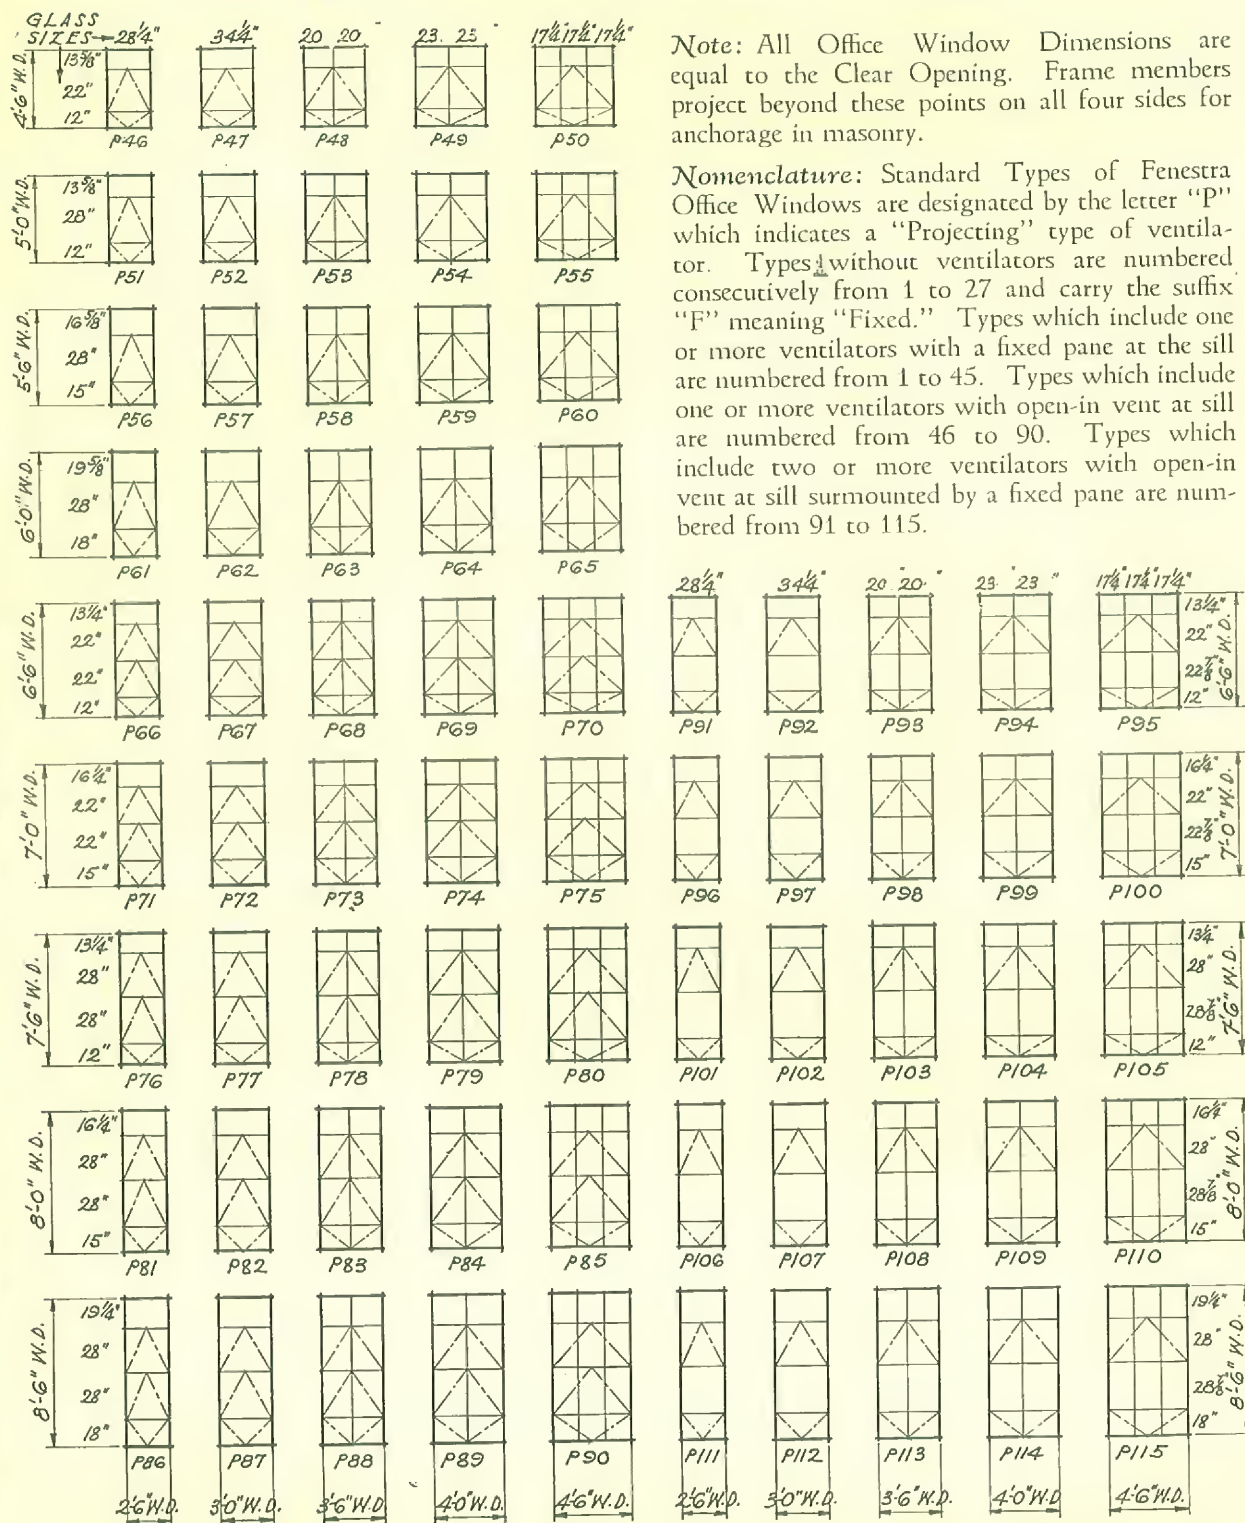 GLASS
SIZES→ 28¼" 34¼" 20" 20" 23" 23" 17¼" 17¼" 17¼"
4'-6" W.D.
13⅝"
22"
12"
P46 P47 P48 P49 P50
5'-0" W.D.
13⅝"
28"
12"
P51 P52 P53 P54 P55
5'-6" W.D.
16⅝"
28"
15"
P56 P57 P58 P59 P60
6'-0" W.D.
19⅝"
28"
18"
P61 P62 P63 P64 P65
6'-6" W.D.
13¼"
22"
22"
12"
P66 P67 P68 P69 P70
7'-0" W.D.
16¼"
22"
22"
15"
P71 P72 P73 P74 P75
7'-6" W.D.
13¼"
28"
28"
12"
P76 P77 P78 P79 P80
8'-0" W.D.
16¼"
28"
28"
15"
P81 P82 P83 P84 P85
8'-6" W.D.
19¼"
28"
28"
18"
P86 P87 P88 P89 P90
2'-6" W.D. 3'-0" W.D. 3'-6" W.D. 4'-0" W.D. 4'-6" W.D.
Note: All Office Window Dimensions are
equal to the Clear Opening. Frame members
project beyond these points on all four sides for
anchorage in masonry.
Nomenclature: Standard Types of Fenestra
Office Windows are designated by the letter "P"
which indicates a "Projecting" type of ventila-
tor. Types without ventilators are numbered
consecutively from 1 to 27 and carry the suffix
"F" meaning "Fixed." Types which include one
or more ventilators with a fixed pane at the sill
are numbered from 1 to 45. Types which include
one or more ventilators with open-in vent at sill
are numbered from 46 to 90. Types which
include two or more ventilators with open-in
vent at sill surmounted by a fixed pane are num-
bered from 91 to 115.
28¼" 34¼" 20" 20" 23" 23" 17¼" 17¼" 17¼"
13¼"
22"
22⅞"
12"
6'-6" W.D.
P91 P92 P93 P94 P95
16¼"
22"
22⅞"
15"
7'-0" W.D.
P96 P97 P98 P99 P100
13¼"
28"
28⅞"
12"
7'-6" W.D.
P101 P102 P103 P104 P105
16¼"
28"
28⅞"
15"
8'-0" W.D.
P106 P107 P108 P109 P110
19¼"
28"
28⅞"
18"
8'-6" W.D.
P111 P112 P113 P114 P115
2'-6" W.D. 3'-0" W.D. 3'-6" W.D. 4'-0" W.D 4'-6" W.D.